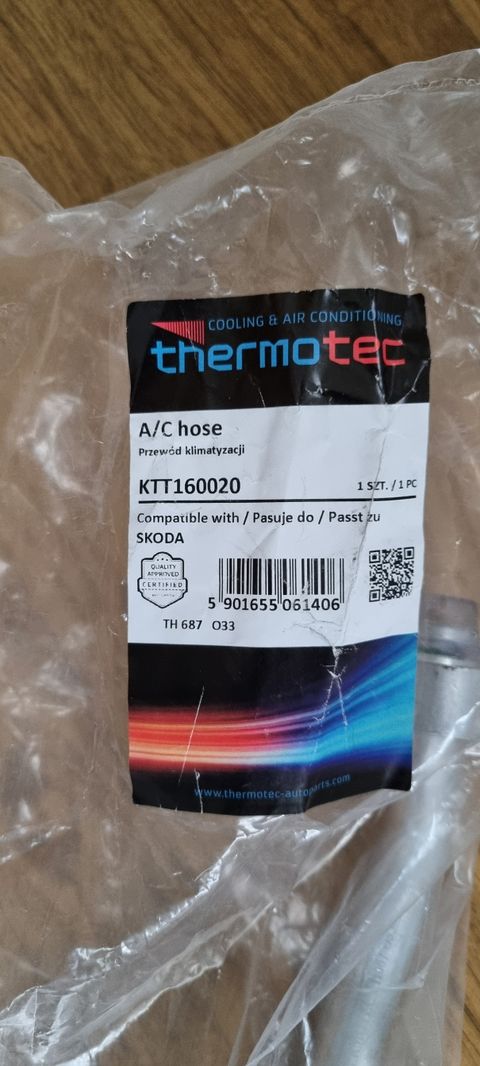 COOLING & AIR CONDITIONING
thermotec
A/C hose
Przewód klimatyzacji
KTT160020
1 SZT. / 1 PC
Compatible with / Pasuje do / Passt zu
SKODA
QUALITY
APPROVED
CERTIFIED
5 901655 061406
TH 687 O33
www.thermotec-autoparts.com